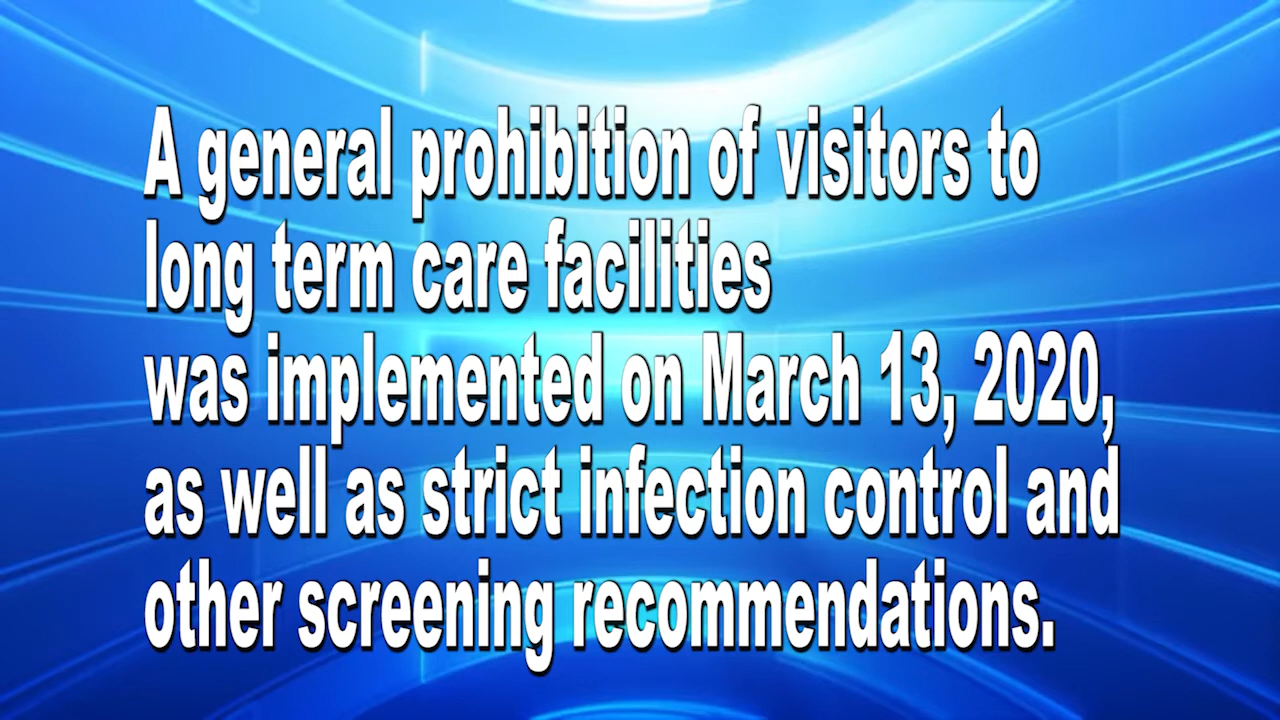 A general prohibition of visitors to
long term care facilities
was implemented on March 13, 2020,
as well as strict infection control and
other screening recommendations.